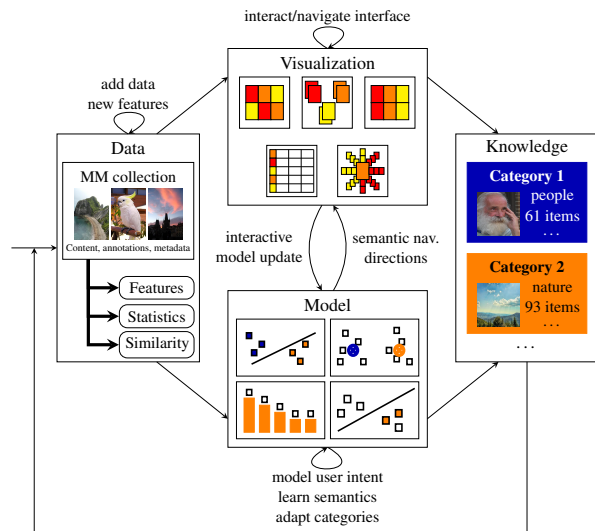 interact/navigate interface
Visualization
add data
new features
Data
MM collection
Content, annotations, metadata
Features
Statistics
Similarity
interactive
model update
semantic nav.
directions
Model
model user intent
learn semantics
adapt categories
Knowledge
Category 1
people
61 items
. . .
Category 2
nature
93 items
. . .
. . .